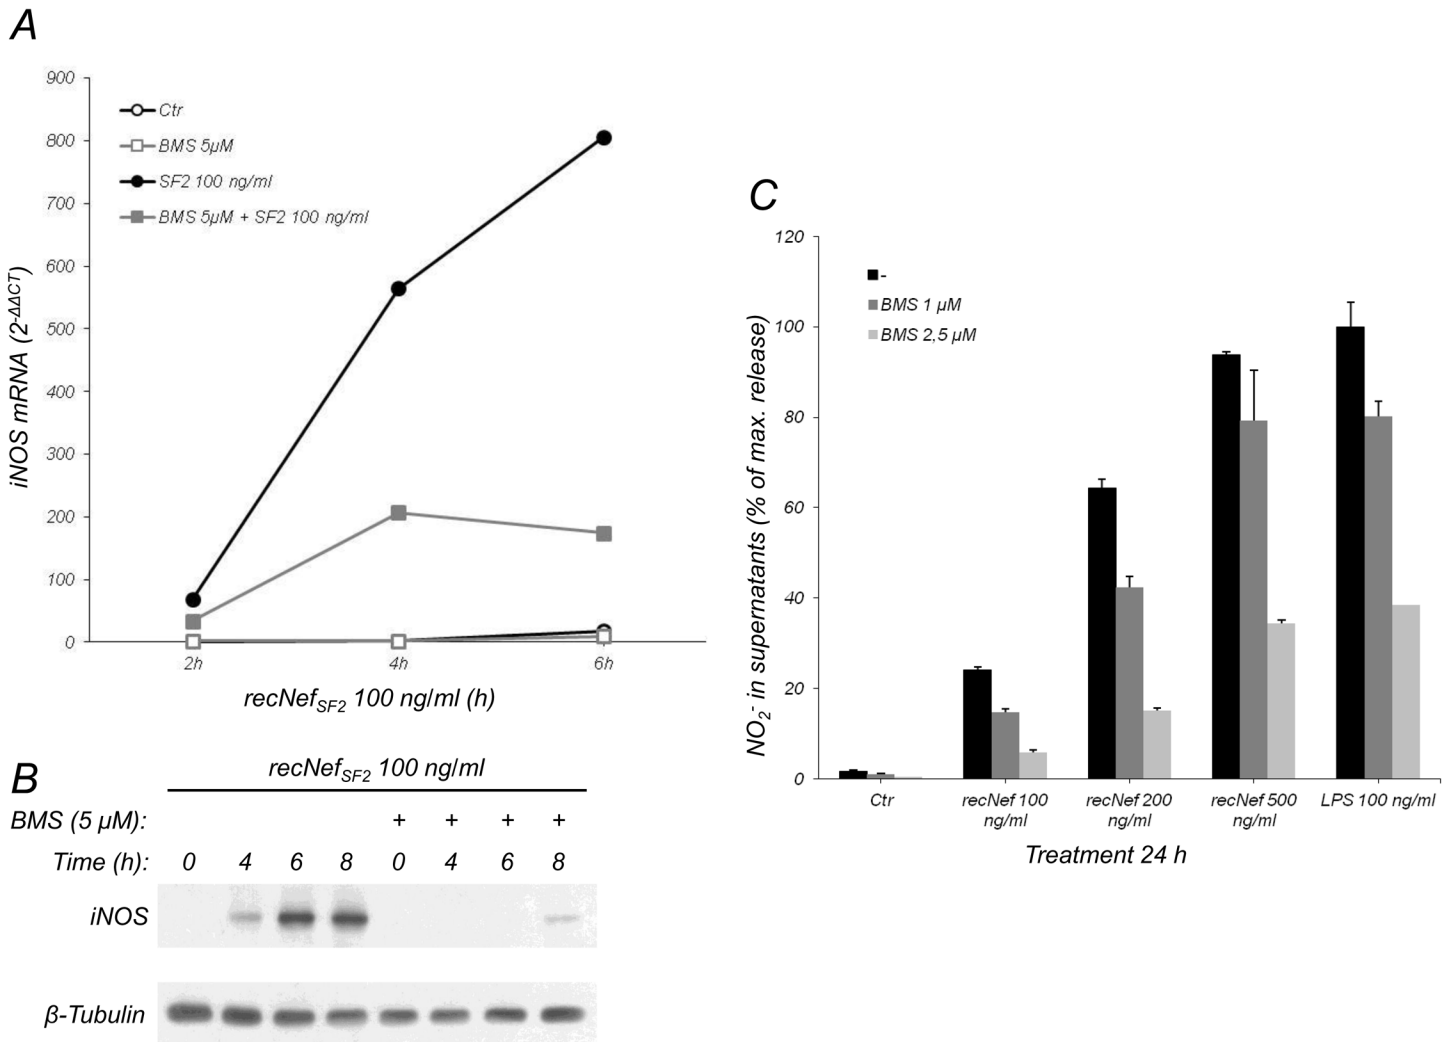 A
900
800
700
600
500
400
300
200
100
0
iNOS mRNA (2-ΔΔCT)
Ctr
BMS 5µM
SF2 100 ng/ml
BMS 5µM + SF2 100 ng/ml
2h 4h 6h
recNefSF2 100 ng/ml (h)
B
recNefSF2 100 ng/ml
BMS (5 µM): + + + +
Time (h): 0 4 6 8 0 4 6 8
iNOS
β-Tubulin
C
120
100
80
60
40
20
0
NO2- in supernatants (% of max. release)
-
BMS 1 µM
BMS 2,5 µM
Ctr recNef 100 recNef 200 recNef 500 LPS 100 ng/ml
ng/ml ng/ml ng/ml
Treatment 24 h